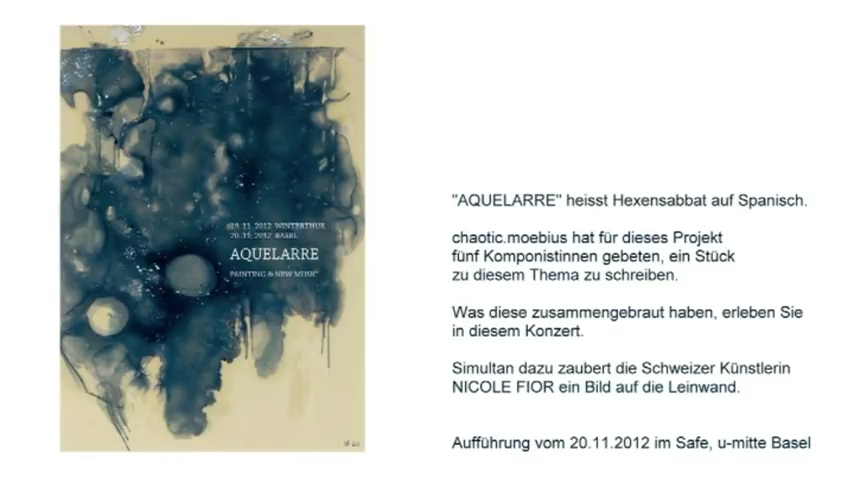 19. 11. 2012 WINTERTHUR
20. 11. 2012 BASEL
AQUELARRE
PAINTING & NEW MUSIC
"AQUELARRE" heisst Hexensabbat auf Spanisch.
chaotic.moebius hat für dieses Projekt
fünf Komponistinnen gebeten, ein Stück
zu diesem Thema zu schreiben.
Was diese zusammengebraut haben, erleben Sie
in diesem Konzert.
Simultan dazu zaubert die Schweizer Künstlerin
NICOLE FIOR ein Bild auf die Leinwand.
Aufführung vom 20.11.2012 im Safe, u-mitte Basel